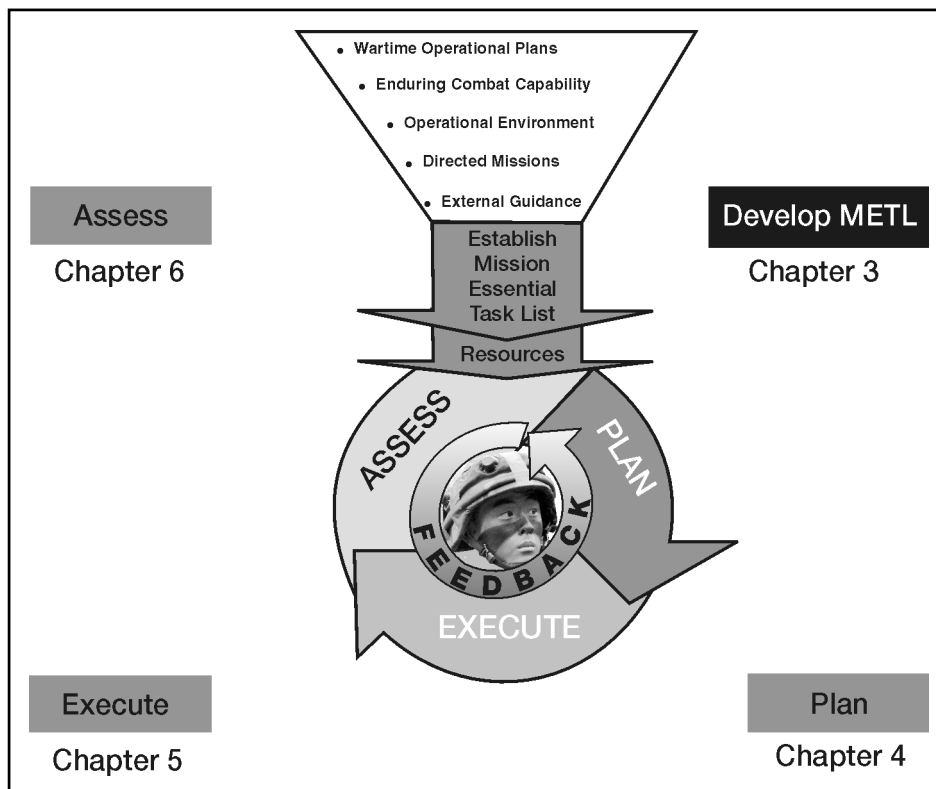 • Wartime Operational Plans
• Enduring Combat Capability
• Operational Environment
• Directed Missions
• External Guidance
Assess
Chapter 6
Develop METL
Chapter 3
Establish
Mission
Essential
Task List
Resources
ASSESS
PLAN
FEEDBACK
EXECUTE
Execute
Chapter 5
Plan
Chapter 4